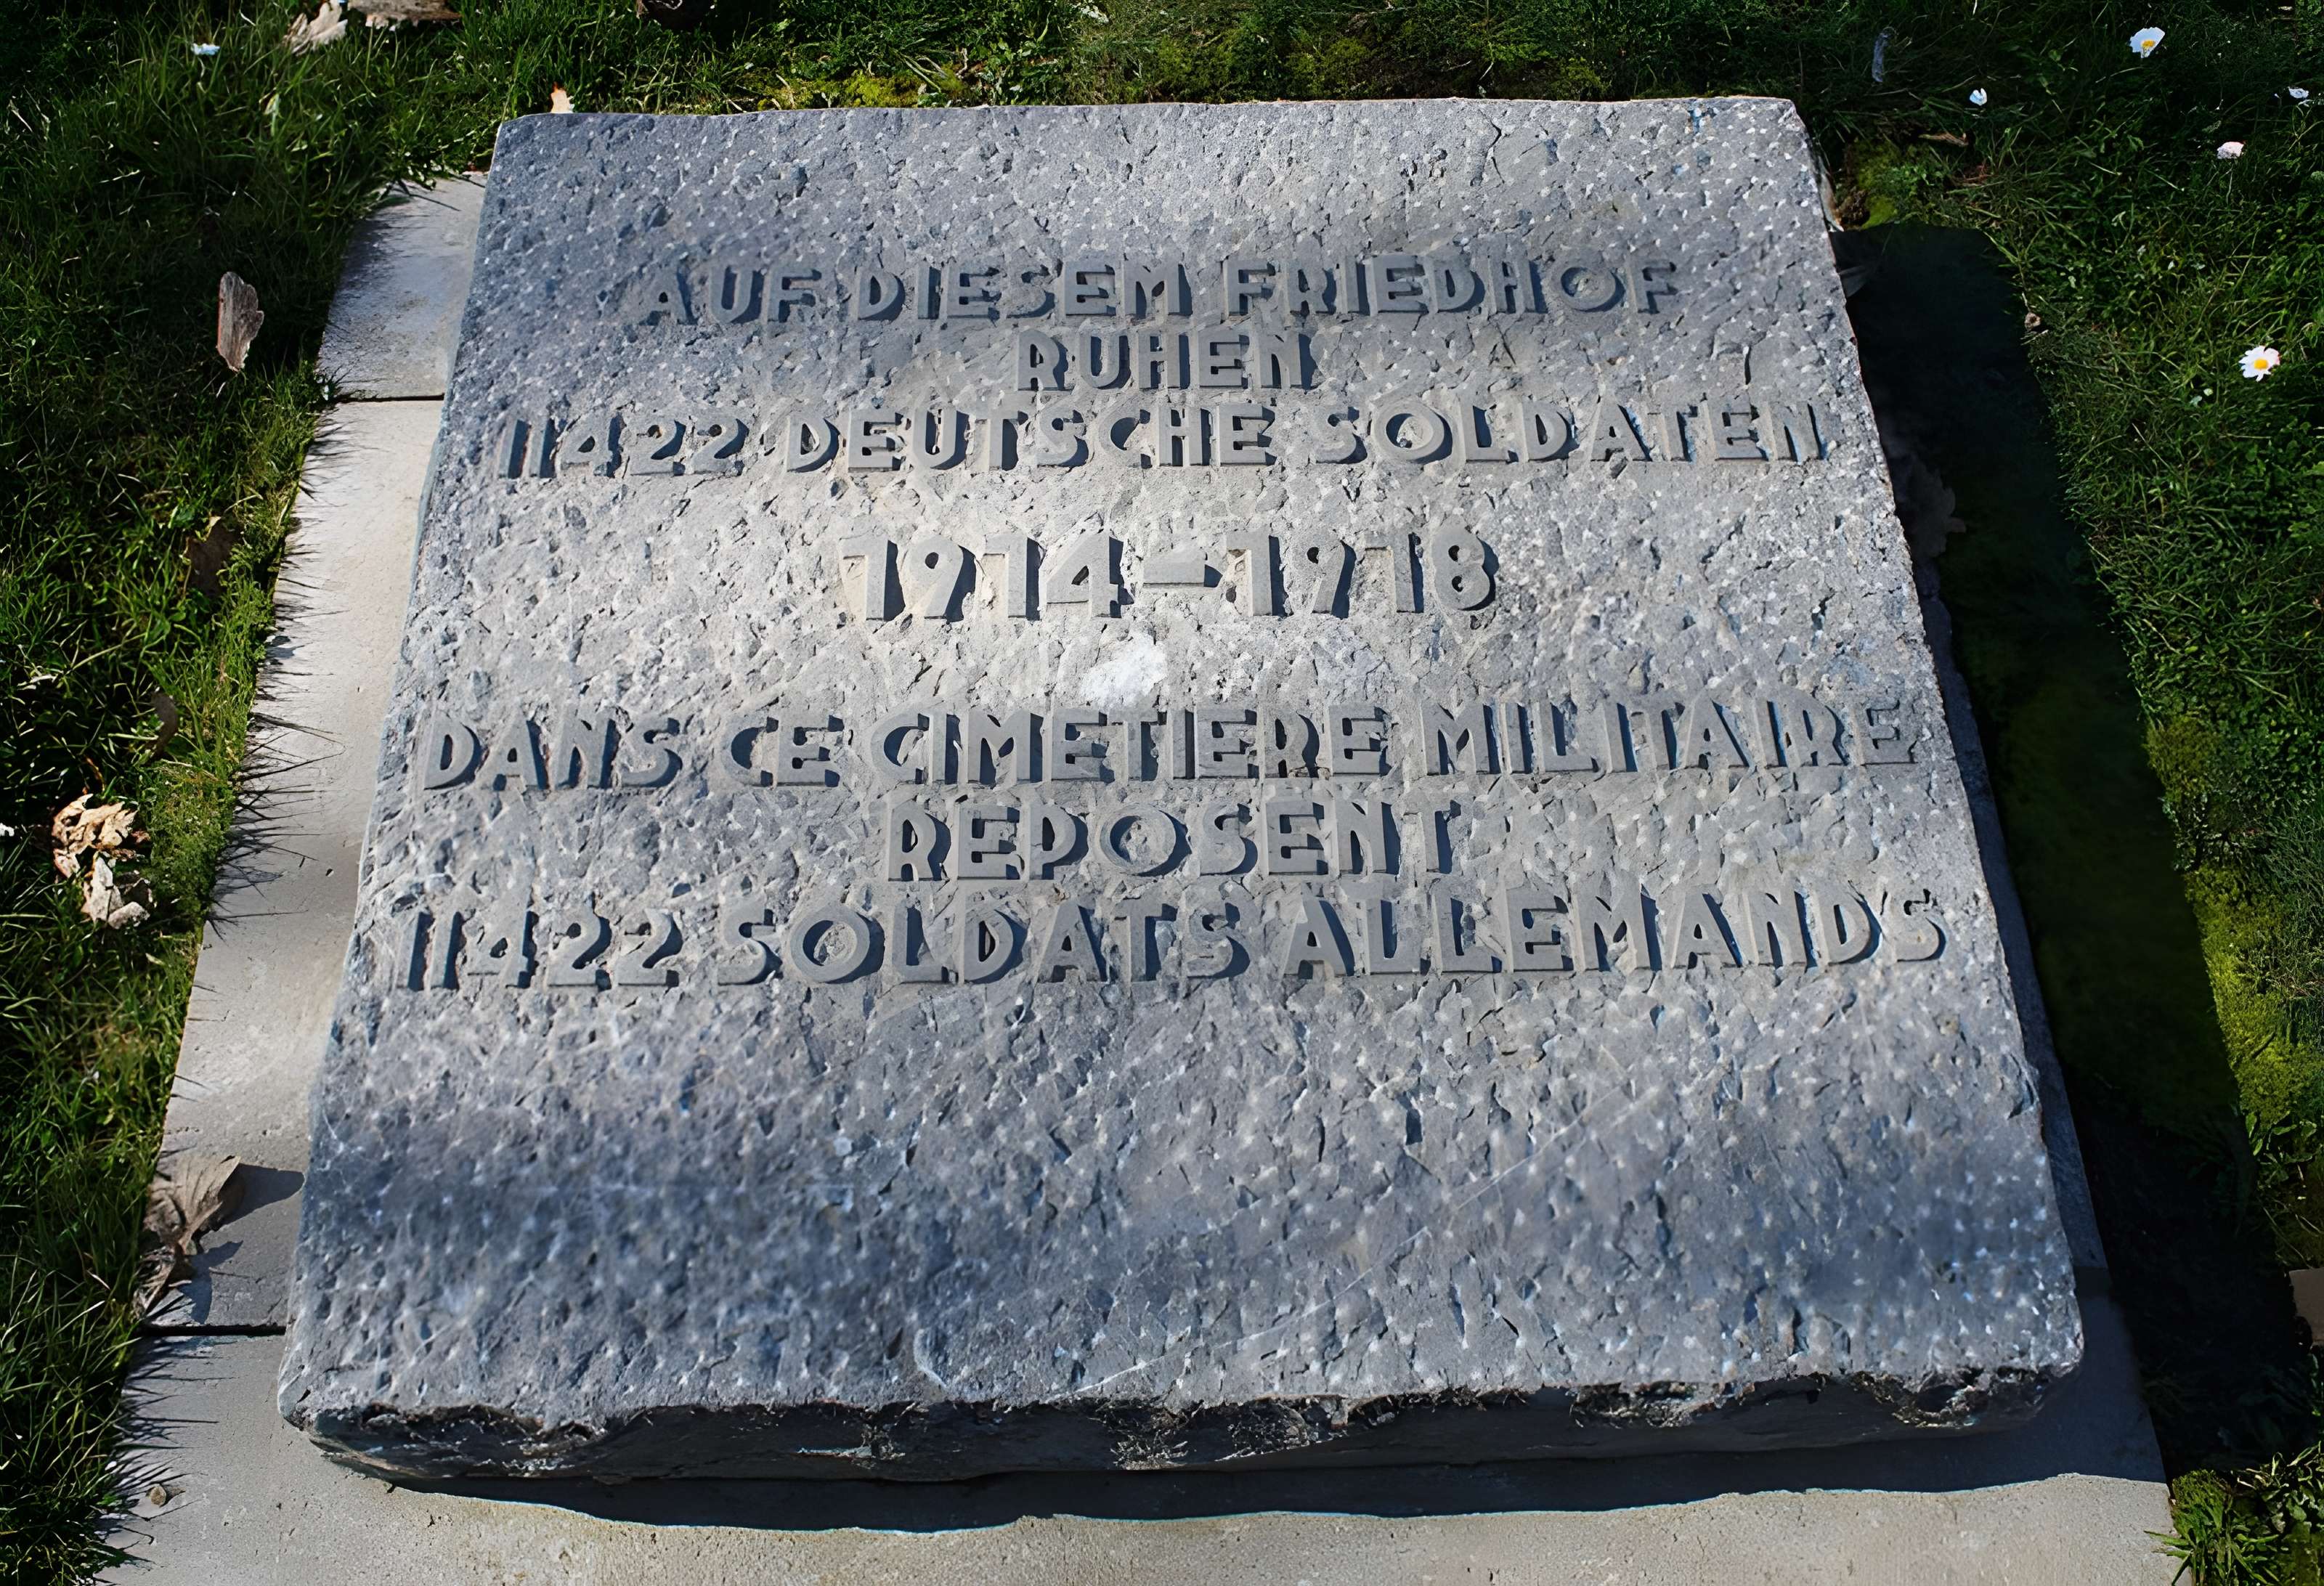 AUF DIESEM FRIEDHOF
RUHEN
11422 DEUTSCHE SOLDATEN
1914-1918
DANS CE CIMETIERE MILITAIRE
REPOSENT
11422 SOLDATS ALLEMANDS